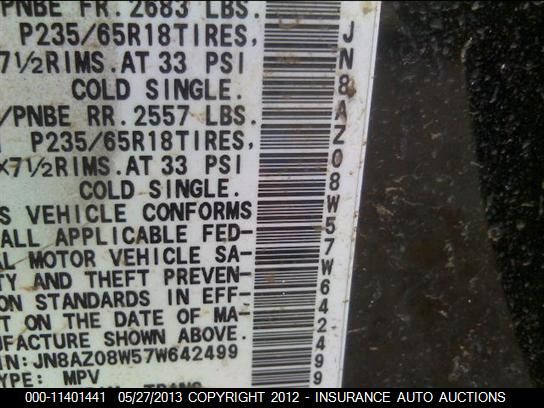 /PNBE FR. 2683 LBS.
P235/65R18TIRES,
7½RIMS.AT 33 PSI
COLD SINGLE.
/PNBE RR. 2557 LBS.
P235/65R18TIRES,
×7½RIMS.AT 33 PSI
COLD SINGLE.
S VEHICLE CONFORMS
ALL APPLICABLE FED-
AL MOTOR VEHICLE SA-
TY AND THEFT PREVEN-
ON STANDARDS IN EFF-
T ON THE DATE OF MA-
UFACTURE SHOWN ABOVE.
IN: JN8AZ08W57W642499
TYPE: MPV
JN8AZ08W57W642499
000-11401441 05/27/2013 COPYRIGHT 2012 - INSURANCE AUTO AUCTIONS